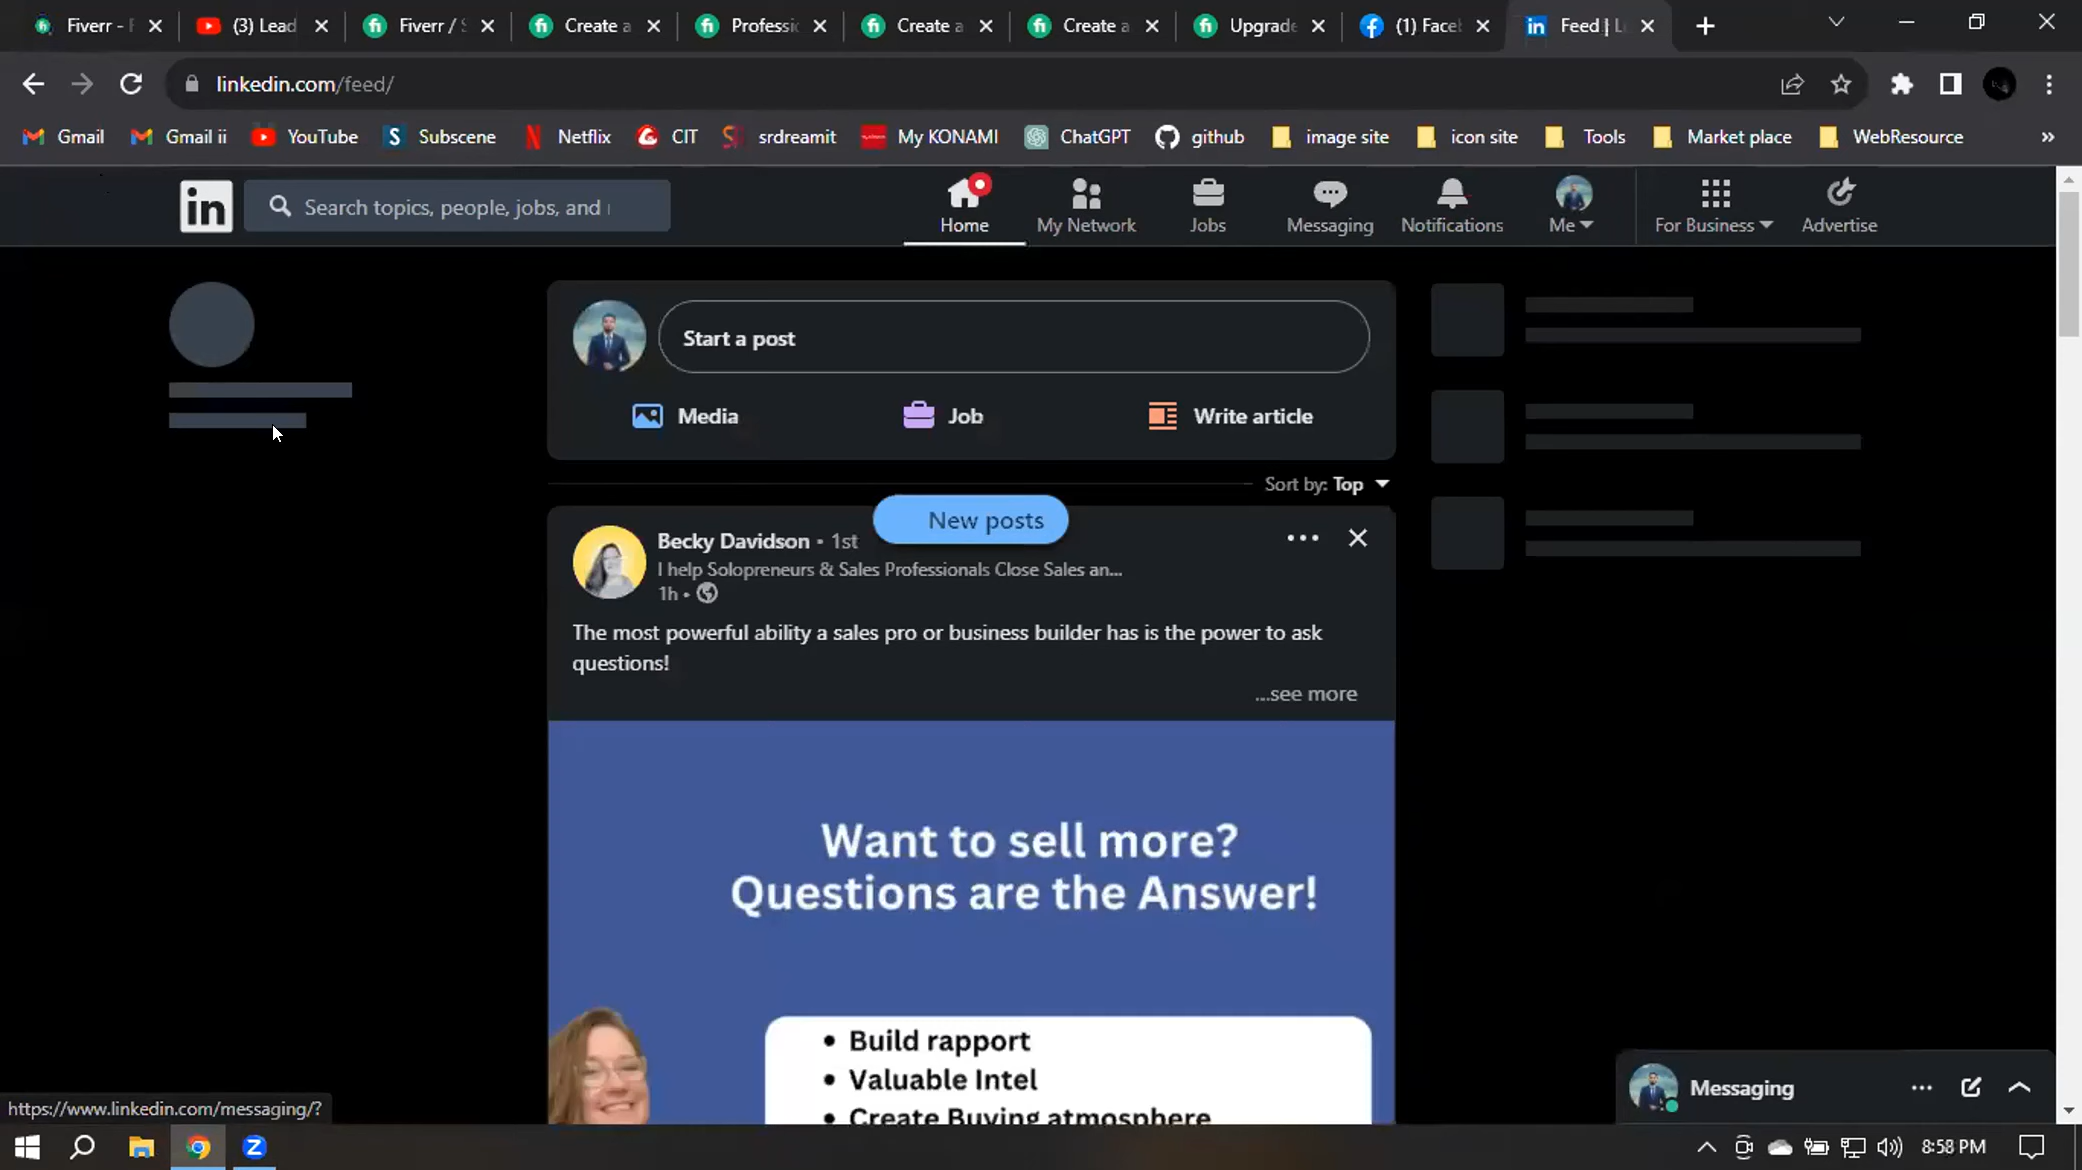 Fiverr - F
(3) Lead
Fiverr / S
Create a
Professi
Create a
Create a
Upgrade
(1) Faceb
Feed | L
linkedin.com/feed/
Gmail
Gmail ii
YouTube
Subscene
Netflix
CIT
srdreamit
My KONAMI
ChatGPT
github
image site
icon site
Tools
Market place
WebResource
»
in
Search topics, people, jobs, and
Home
My Network
Jobs
Messaging
Notifications
Me
For Business
Advertise
Start a post
Media
Job
Write article
Sort by: Top
New posts
Becky Davidson • 1st
I help Solopreneurs & Sales Professionals Close Sales an...
1h •
The most powerful ability a sales pro or business builder has is the power to ask
questions!
...see more
Want to sell more?
Questions are the Answer!
• Build rapport
• Valuable Intel
• Create Buying atmosphere
Messaging
https://www.linkedin.com/messaging/?
8:58 PM